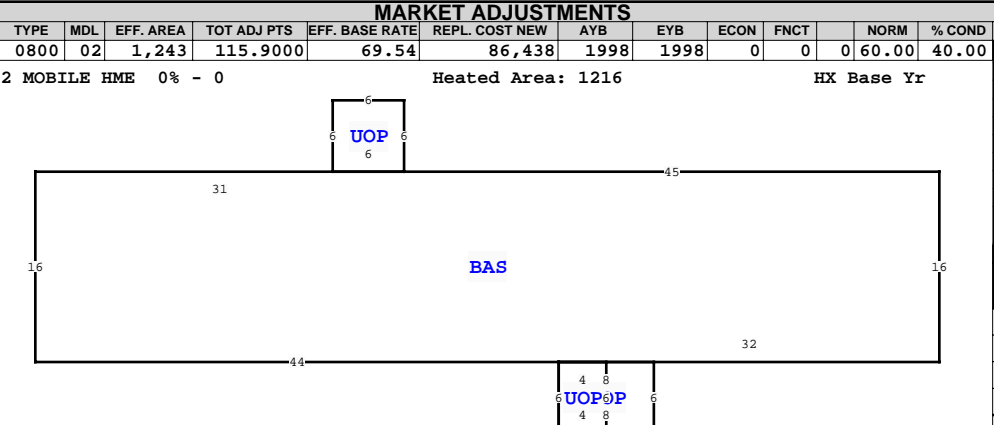 MARKET ADJUSTMENTS
TYPE MDL EFF. AREA TOT ADJ PTS EFF. BASE RATE REPL. COST NEW AYB EYB ECON FNCT NORM % COND
0800 02 1,243 115.9000 69.54 86,438 1998 1998 0 0 0 60.00 40.00
2 MOBILE HME 0% - 0 Heated Area: 1216 HX Base Yr
6
6 UOP 6
6
45
31
16 BAS 16
32
44
4 8
6 UOP 6 OP 6
4 8